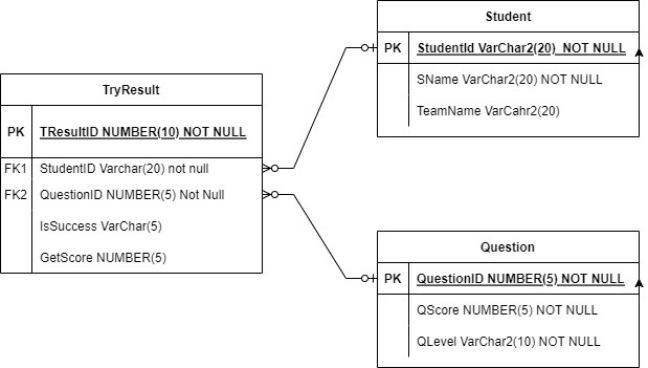 TryResult
PK TResultID NUMBER(10) NOT NULL
FK1 StudentID Varchar(20) not null
FK2 QuestionID NUMBER(5) Not Null
IsSuccess VarChar(5)
GetScore NUMBER(5)
Student
PK StudentId VarChar2(20) NOT NULL
SName VarChar2(20) NOT NULL
TeamName VarCahr2(20)
Question
PK QuestionID NUMBER(5) NOT NULL
QScore NUMBER(5) NOT NULL
QLevel VarChar2(10) NOT NULL